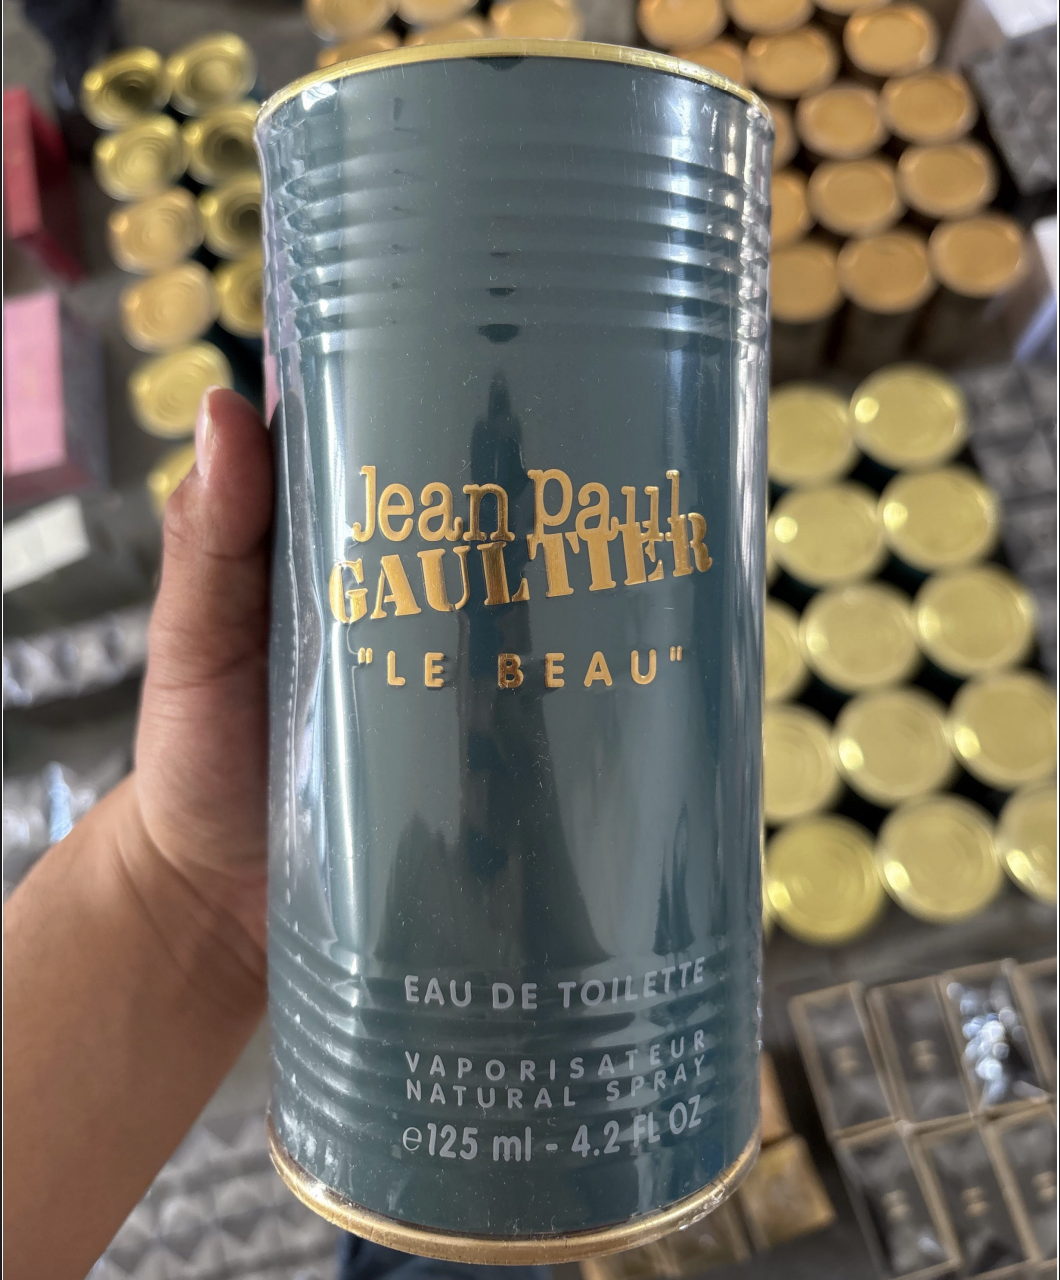 Jean Paul
GAULTIER
"LE BEAU"
EAU DE TOILETTE
VAPORISATEUR
NATURAL SPRAY
℮125 ml - 4.2 FL OZ